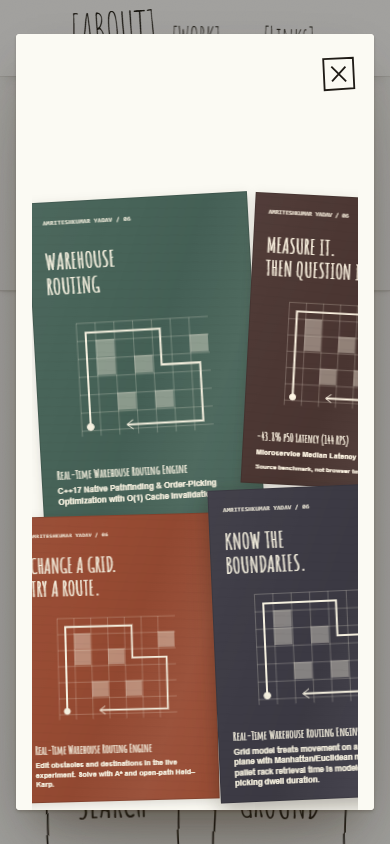 [ABOUT]
[WORK]
[LINKS]
AMRITESHKUMAR YADAV / 06
WAREHOUSE
ROUTING
REAL-TIME WAREHOUSE ROUTING ENGINE
C++17 Native Pathfinding & Order-Picking
Optimization with O(1) Cache
AMRITESHKUMAR YADAV / 06
MEASURE IT.
THEN QUESTION
-43.8% P50 LATENCY (144 RPS)
Microservice Median Latency
Source benchmark, not browser
YADAV / 06
CHANGE A GRID.
TRY A ROUTE.
REAL-TIME WAREHOUSE ROUTING ENGINE
Edit obstacles and destinations in the live
experiment. Solve with A* and open-path Held–
Karp.
AMRITESHKUMAR YADAV / 06
KNOW THE
BOUNDARIES.
REAL-TIME WAREHOUSE ROUTING
Grid model treats movement on a
plane with Manhattan/Euclidean
pallet rack retrieval time is
picking dwell duration.
SEARCH
GROUND